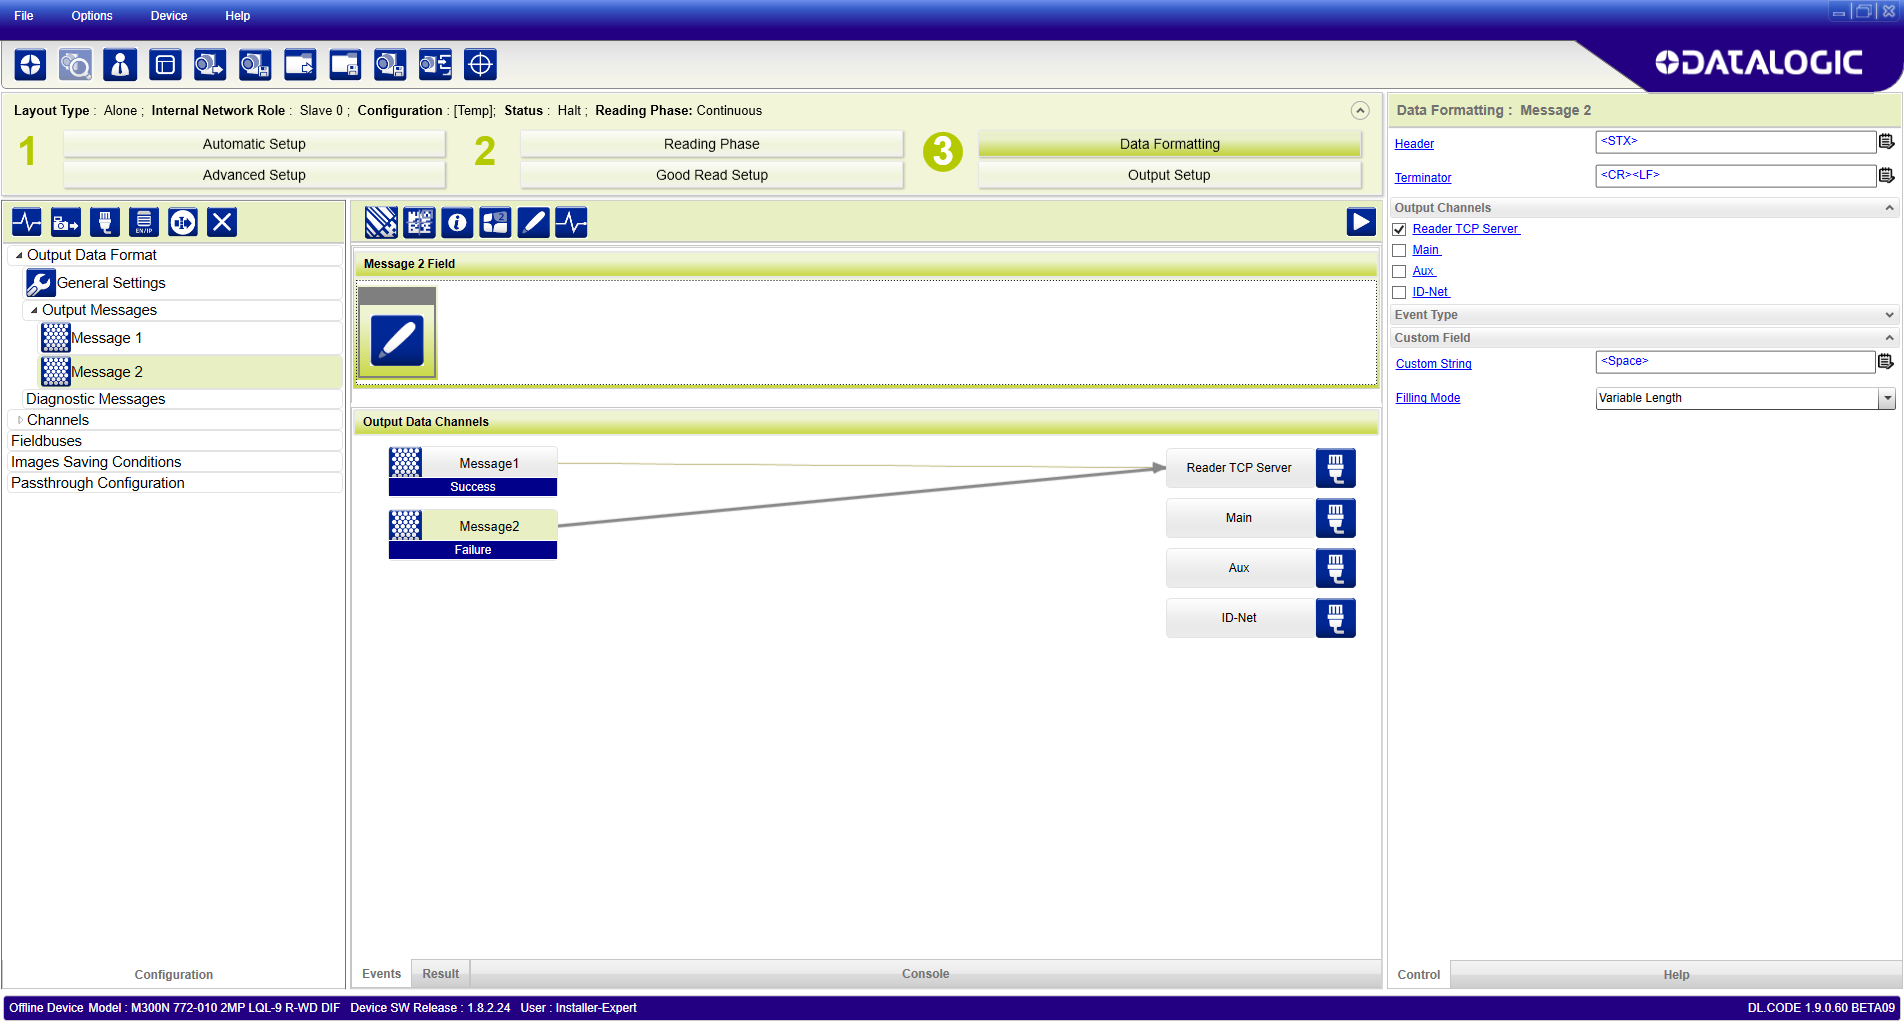 File Options Device Help
DATALOGIC
Layout Type : Alone ; Internal Network Role : Slave 0 ; Configuration : [Temp]; Status : Halt ; Reading Phase: Continuous
1 Automatic Setup 2 Reading Phase 3 Data Formatting
Advanced Setup Good Read Setup Output Setup
EN/IP
Output Data Format
General Settings
Output Messages
Message 1
Message 2
Diagnostic Messages
Channels
Fieldbuses
Images Saving Conditions
Passthrough Configuration
Configuration
Message 2 Field
Output Data Channels
Message1
Success
Message2
Failure
Reader TCP Server
Main
Aux
ID-Net
Events Result Console
Data Formatting : Message 2
Header <STX>
Terminator <CR><LF>
Output Channels
Reader TCP Server
Main
Aux
ID-Net
Event Type
Custom Field
Custom String <Space>
Filling Mode Variable Length
Control Help
Offline Device Model : M300N 772-010 2MP LQL-9 R-WD DIF Device SW Release : 1.8.2.24 User : Installer-Expert DL.CODE 1.9.0.60 BETA09